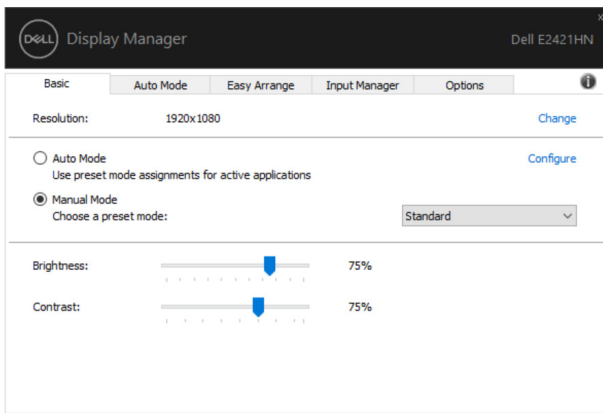 DELL Display Manager
Dell E2421HN
x
Basic Auto Mode Easy Arrange Input Manager Options
Resolution: 1920x1080 Change
Auto Mode Configure
Use preset mode assignments for active applications
Manual Mode
Choose a preset mode: Standard
Brightness: 75%
Contrast: 75%